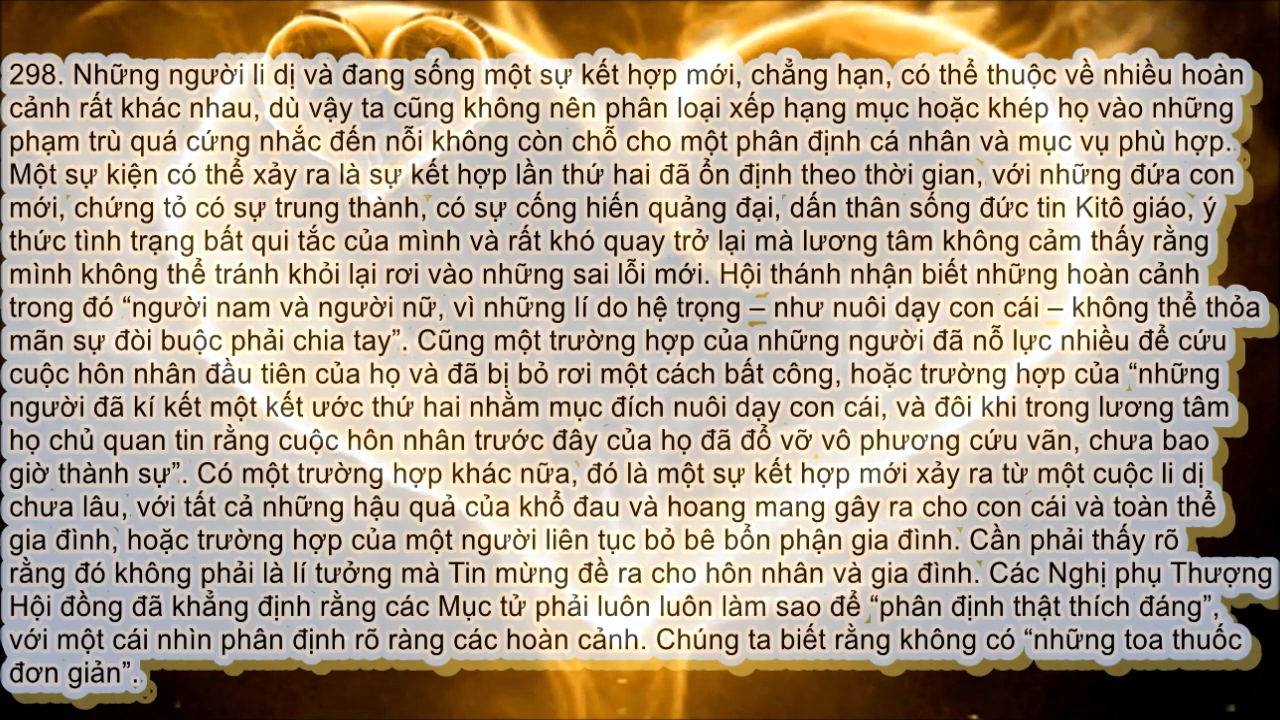 298. Những người li dị và đang sống một sự kết hợp mới, chẳng hạn, có thể thuộc về nhiều hoàn
cảnh rất khác nhau, dù vậy ta cũng không nên phân loại xếp hạng mục hoặc khép họ vào những
phạm trù quá cứng nhắc đến nỗi không còn chỗ cho một phân định cá nhân và mục vụ phù hợp.
Một sự kiện có thể xảy ra là sự kết hợp lần thứ hai đã ổn định theo thời gian, với những đứa con
mới, chứng tỏ có sự trung thành, có sự cống hiến quảng đại, dấn thân sống đức tin Kitô giáo, ý
thức tình trạng bất qui tắc của mình và rất khó quay trở lại mà lương tâm không cảm thấy rằng
mình không thể tránh khỏi lại rơi vào những sai lỗi mới. Hội thánh nhận biết những hoàn cảnh
trong đó “người nam và người nữ, vì những lí do hệ trọng – như nuôi dạy con cái – không thể thỏa
mãn sự đòi buộc phải chia tay”. Cũng một trường hợp của những người đã nỗ lực nhiều để cứu
cuộc hôn nhân đầu tiên của họ và đã bị bỏ rơi một cách bất công, hoặc trường hợp của “những
người đã kí kết một kết ước thứ hai nhằm mục đích nuôi dạy con cái, và đôi khi trong lương tâm
họ chủ quan tin rằng cuộc hôn nhân trước đây của họ đã đổ vỡ vô phương cứu vãn, chưa bao
giờ thành sự”. Có một trường hợp khác nữa, đó là một sự kết hợp mới xảy ra từ một cuộc li dị
chưa lâu, với tất cả những hậu quả của khổ đau và hoang mang gây ra cho con cái và toàn thể
gia đình, hoặc trường hợp của một người liên tục bỏ bê bổn phận gia đình. Cần phải thấy rõ
rằng đó không phải là lí tưởng mà Tin mừng đề ra cho hôn nhân và gia đình. Các Nghị phụ Thượng
Hội đồng đã khẳng định rằng các Mục tử phải luôn luôn làm sao để “phân định thật thích đáng”,
với một cái nhìn phân định rõ ràng các hoàn cảnh. Chúng ta biết rằng không có “những toa thuốc
đơn giản”.